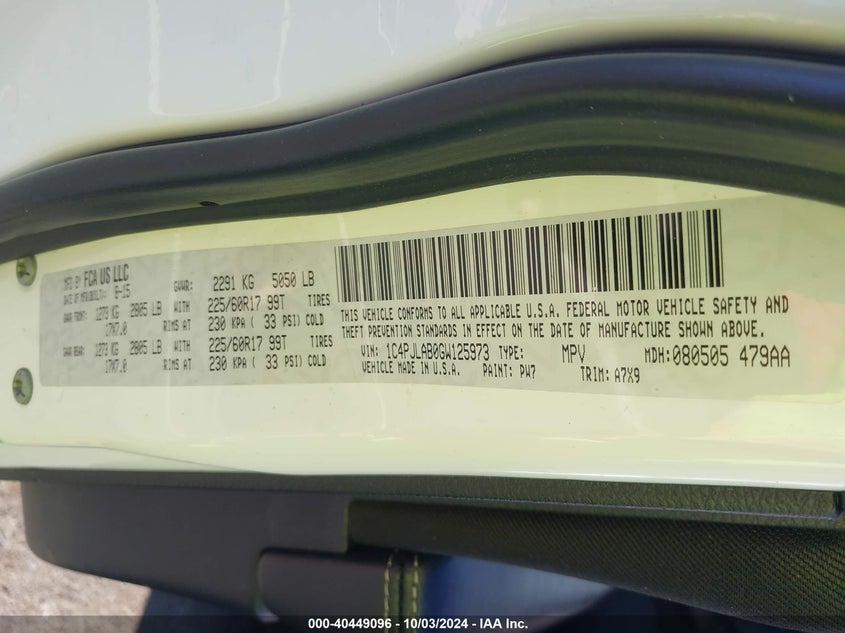 MFD BY FCA US LLC
DATE OF MFR(BUILT): 8-15 GVWR: 2291 KG 5050 LB
GAWR FRONT: 1273 KG 2805 LB WITH 225/60R17 99T TIRES
17X7.0 RIMS AT 230 KPA ( 33 PSI) COLD
GAWR REAR: 1273 KG 2805 LB WITH 225/60R17 99T TIRES
17X7.0 RIMS AT 230 KPA ( 33 PSI) COLD
THIS VEHICLE CONFORMS TO ALL APPLICABLE U.S.A. FEDERAL MOTOR VEHICLE SAFETY AND
THEFT PREVENTION STANDARDS IN EFFECT ON THE DATE OF MANUFACTURE SHOWN ABOVE.
VIN: 1C4PJLAB0GW125973 TYPE: MPV MDH:080505 479AA
VEHICLE MADE IN U.S.A. PAINT: PW7 TRIM: A7X9
000-40449096 - 10/03/2024 - IAA Inc.